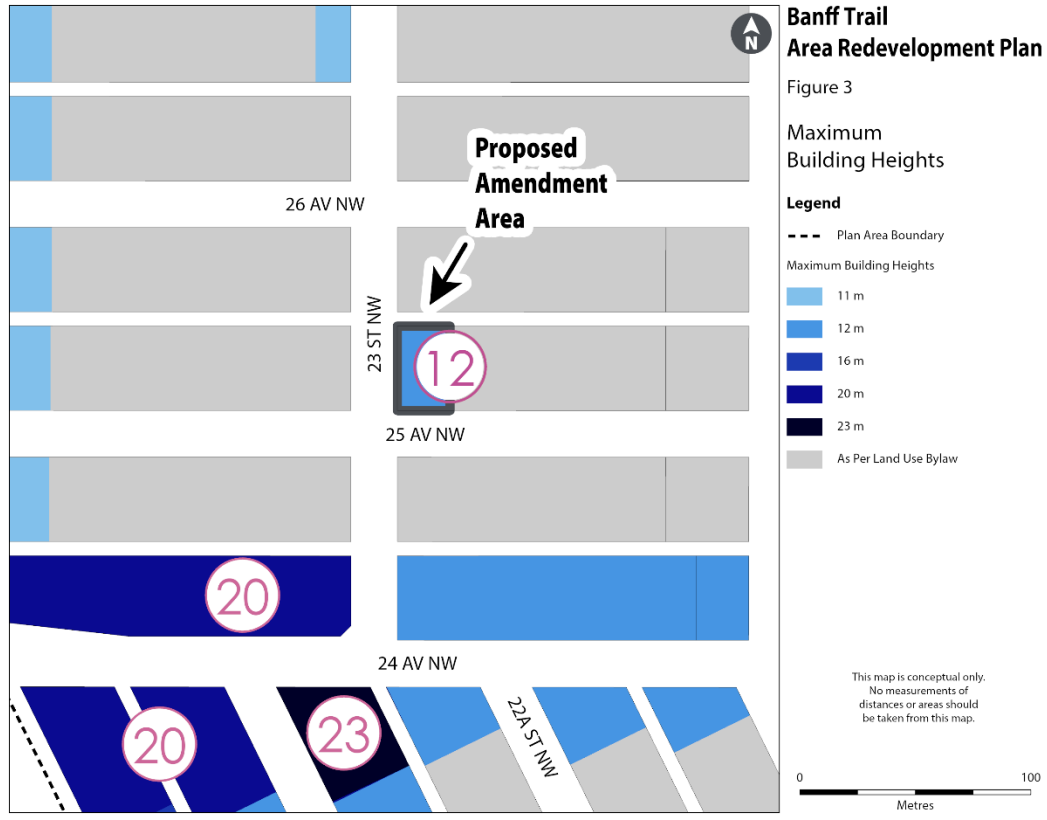 Banff Trail
Area Redevelopment Plan
Figure 3
Maximum
Building Heights
Legend
Plan Area Boundary
Maximum Building Heights
11 m
12 m
16 m
20 m
23 m
As Per Land Use Bylaw
N
Proposed
Amendment
Area
26 AV NW
23 ST NW
12
25 AV NW
20
24 AV NW
20
23
22A ST NW
This map is conceptual only.
No measurements of
distances or areas should
be taken from this map.
0 100
Metres